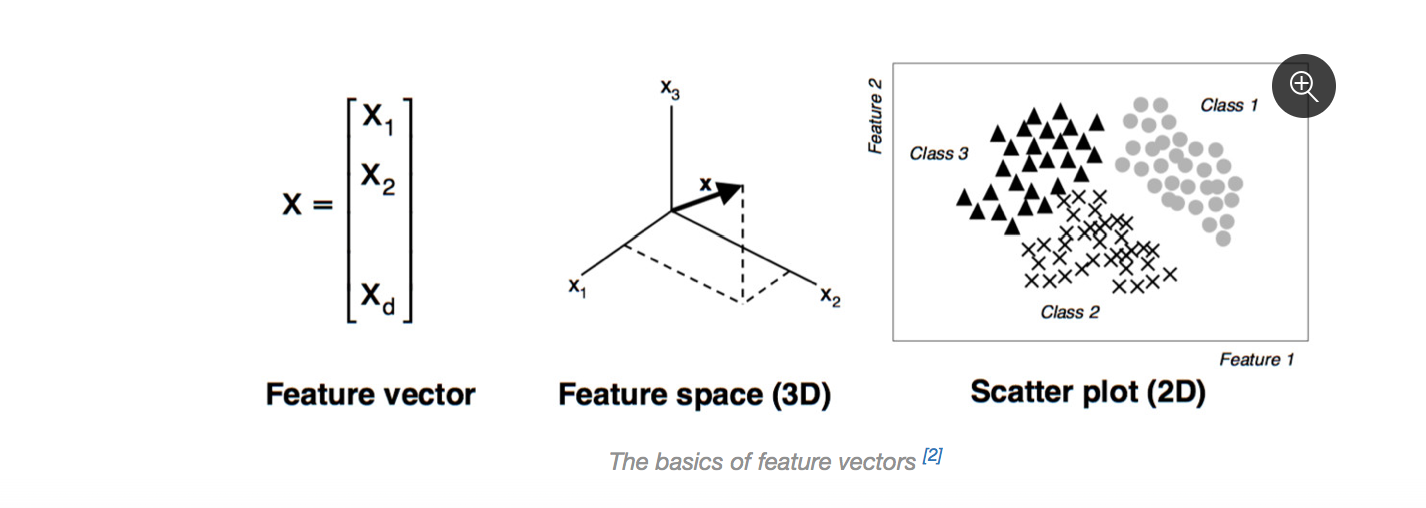 X =
X1
X2
Xd
Feature vector
X3
X
X1
X2
Feature space (3D)
Feature 2
Class 1
Class 3
Class 2
Feature 1
Scatter plot (2D)
The basics of feature vectors [2]